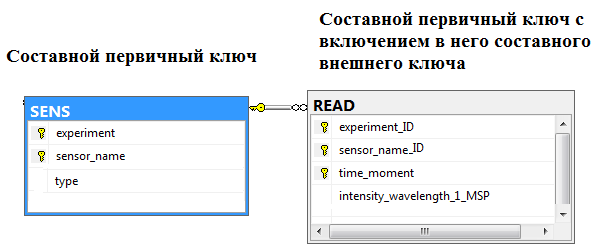 Составной первичный ключ
Составной первичный ключ с
включением в него составного
внешнего ключа
SENS
experiment
sensor_name
type
READ
experiment_ID
sensor_name_ID
time_moment
intensity_wavelength_1_MSP